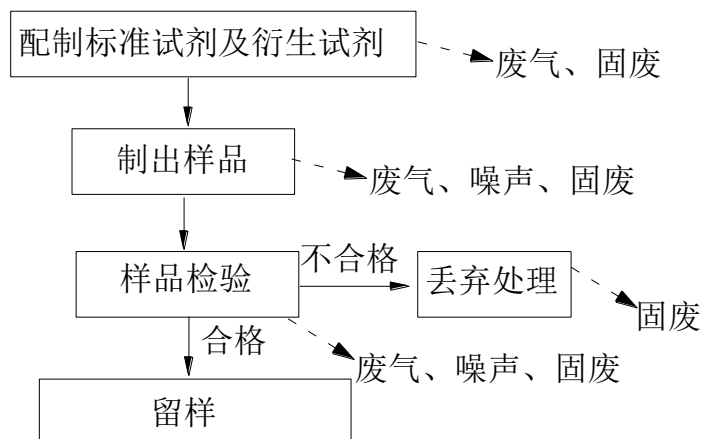 配制标准试剂及衍生试剂
废气、固废
制出样品
废气、噪声、固废
样品检验
不合格
丢弃处理
固废
合格
废气、噪声、固废
留样